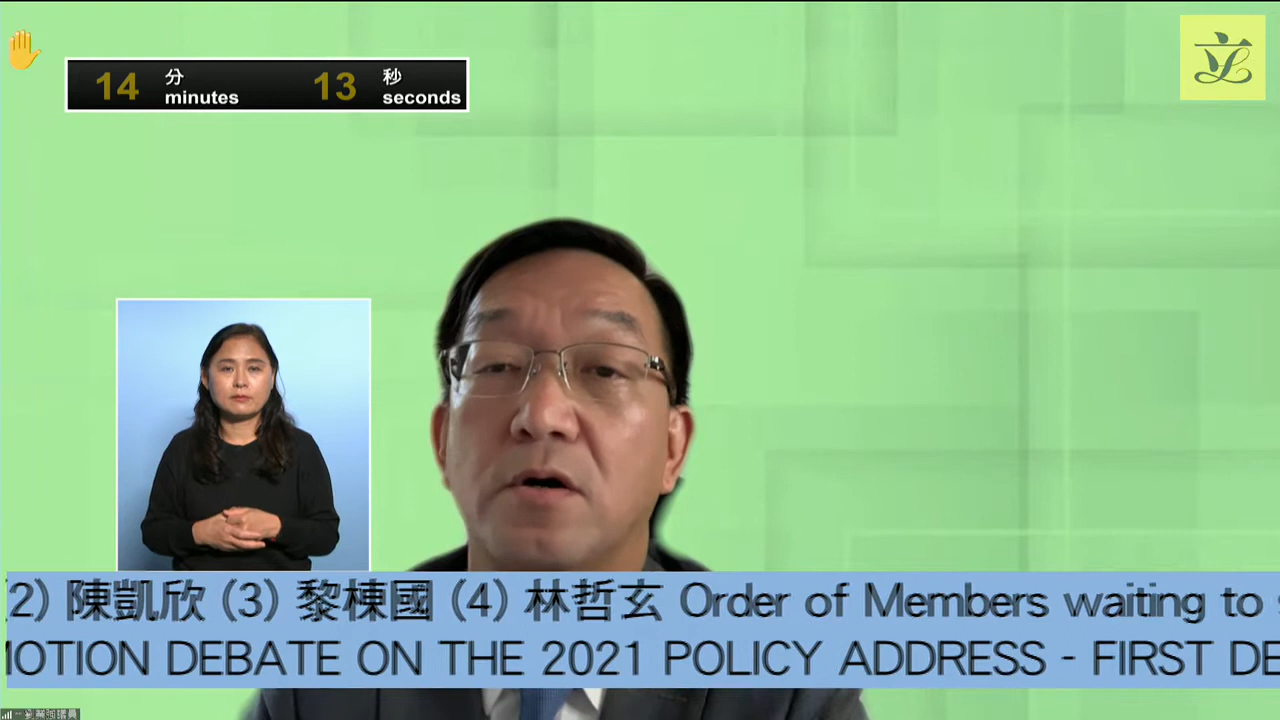 14 分 minutes 13 秒 seconds
2) 陳凱欣 (3) 黎棟國 (4) 林哲玄 Order of Members waiting to
MOTION DEBATE ON THE 2021 POLICY ADDRESS - FIRST DE